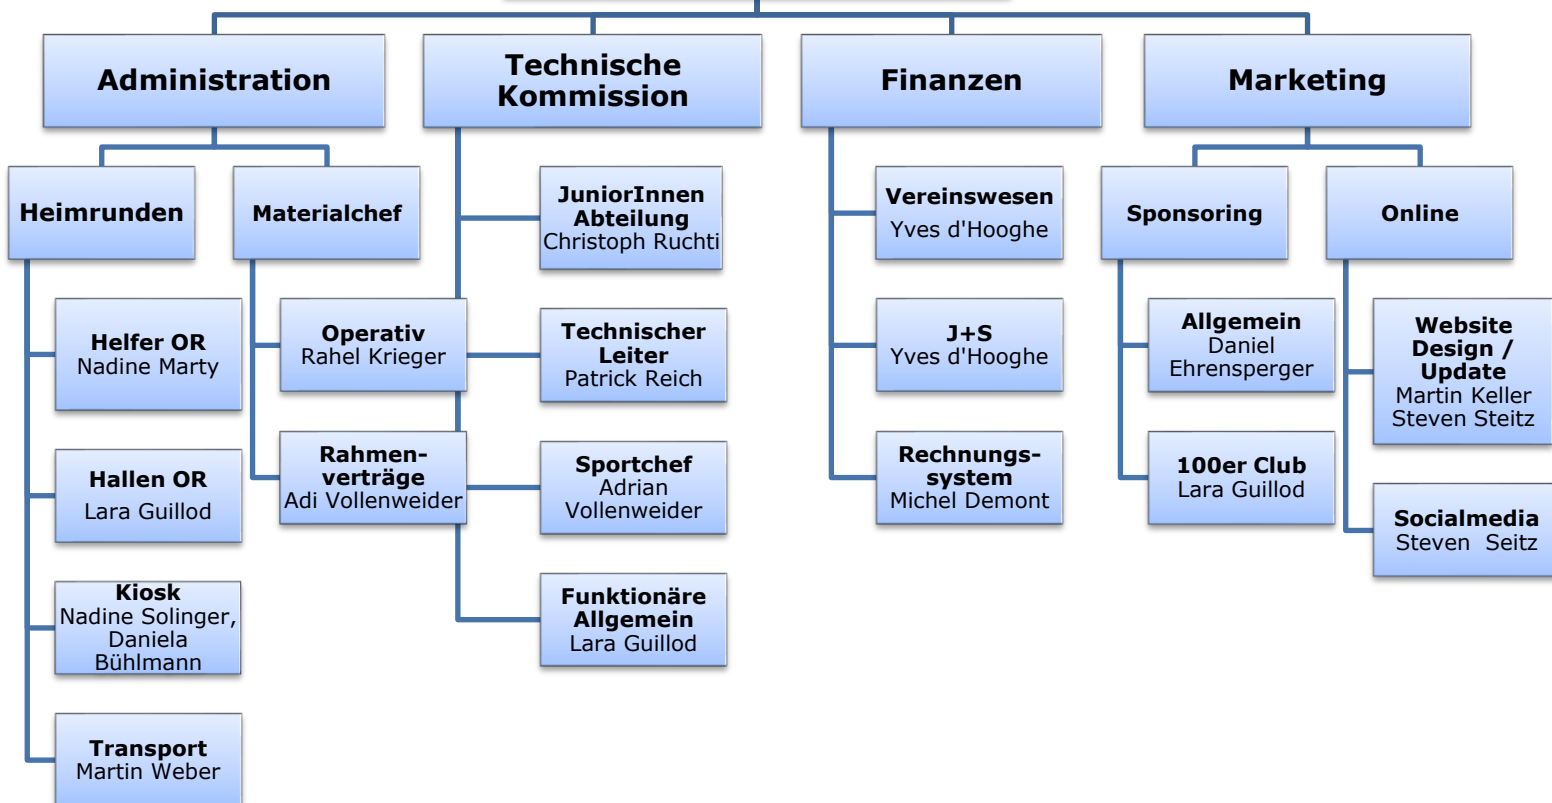 Administration
Technische
Kommission
Finanzen
Marketing
Heimrunden
Materialchef
JuniorInnen
Abteilung
Christoph Ruchti
Vereinswesen
Yves d'Hooghe
Sponsoring
Online
Helfer OR
Nadine Marty
Operativ
Rahel Krieger
Technischer
Leiter
Patrick Reich
J+S
Yves d'Hooghe
Allgemein
Daniel
Ehrensperger
Website
Design /
Update
Martin Keller
Steven Steitz
Hallen OR
Lara Guillod
Rahmen-
verträge
Adi Vollenweider
Sportchef
Adrian
Vollenweider
Rechnungs-
system
Michel Demont
100er Club
Lara Guillod
Socialmedia
Steven Seitz
Kiosk
Nadine Solinger,
Daniela
Bühlmann
Funktionäre
Allgemein
Lara Guillod
Transport
Martin Weber